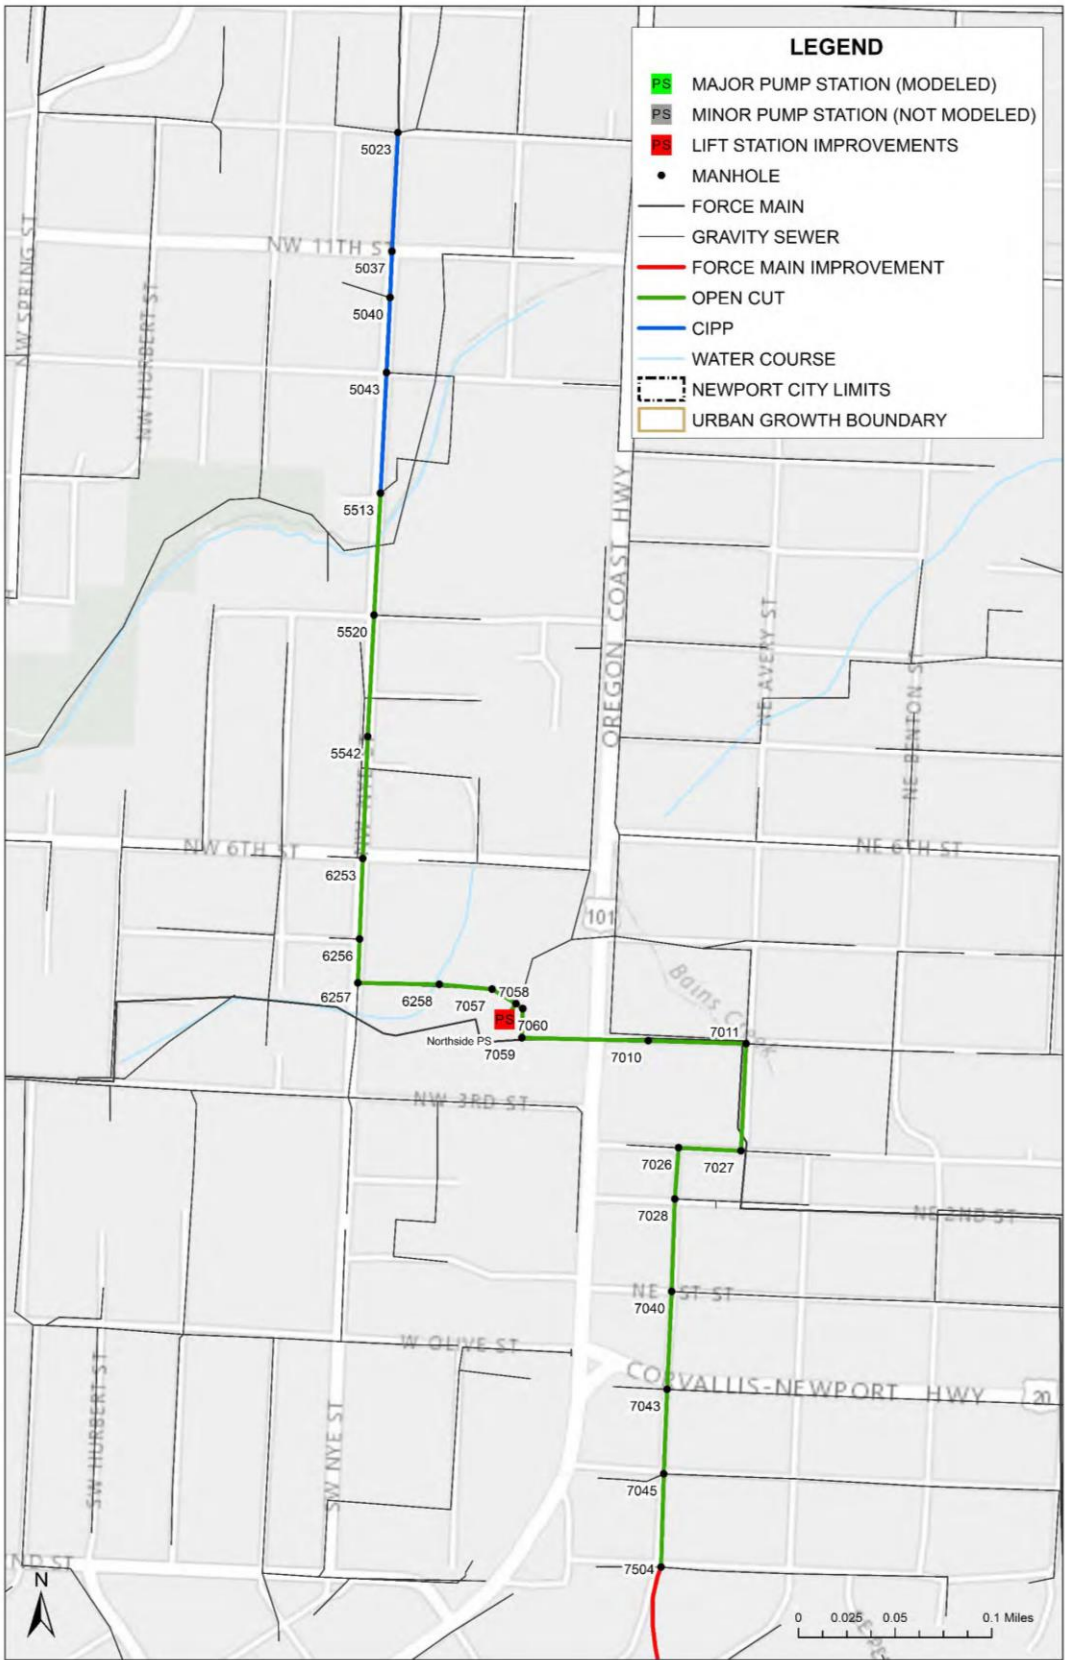 LEGEND
PS MAJOR PUMP STATION (MODELED)
PS MINOR PUMP STATION (NOT MODELED)
PS LIFT STATION IMPROVEMENTS
MANHOLE
FORCE MAIN
GRAVITY SEWER
FORCE MAIN IMPROVEMENT
OPEN CUT
CIPP
WATER COURSE
NEWPORT CITY LIMITS
URBAN GROWTH BOUNDARY
5023
NW 11TH ST
5037
5040
5043
NW SPRING ST
NW HURBERT ST
5513
OREGON COAST HWY
5520
NE AVERY ST
NE BENTON ST
5542
NW 6TH ST
NE 6TH ST
6253
101
6256
Bains Creek
6257
6258
7057
7058
PS
7060
Northside PS
7059
7010
7011
NW 3RD ST
7026
7027
7028
NE 2ND ST
NE ST ST
7040
W OLIVE ST
CORVALLIS-NEWPORT HWY
20
7043
SW HURBERT ST
SW NYE ST
7045
ND ST
7504
N
0 0.025 0.05 0.1 Miles